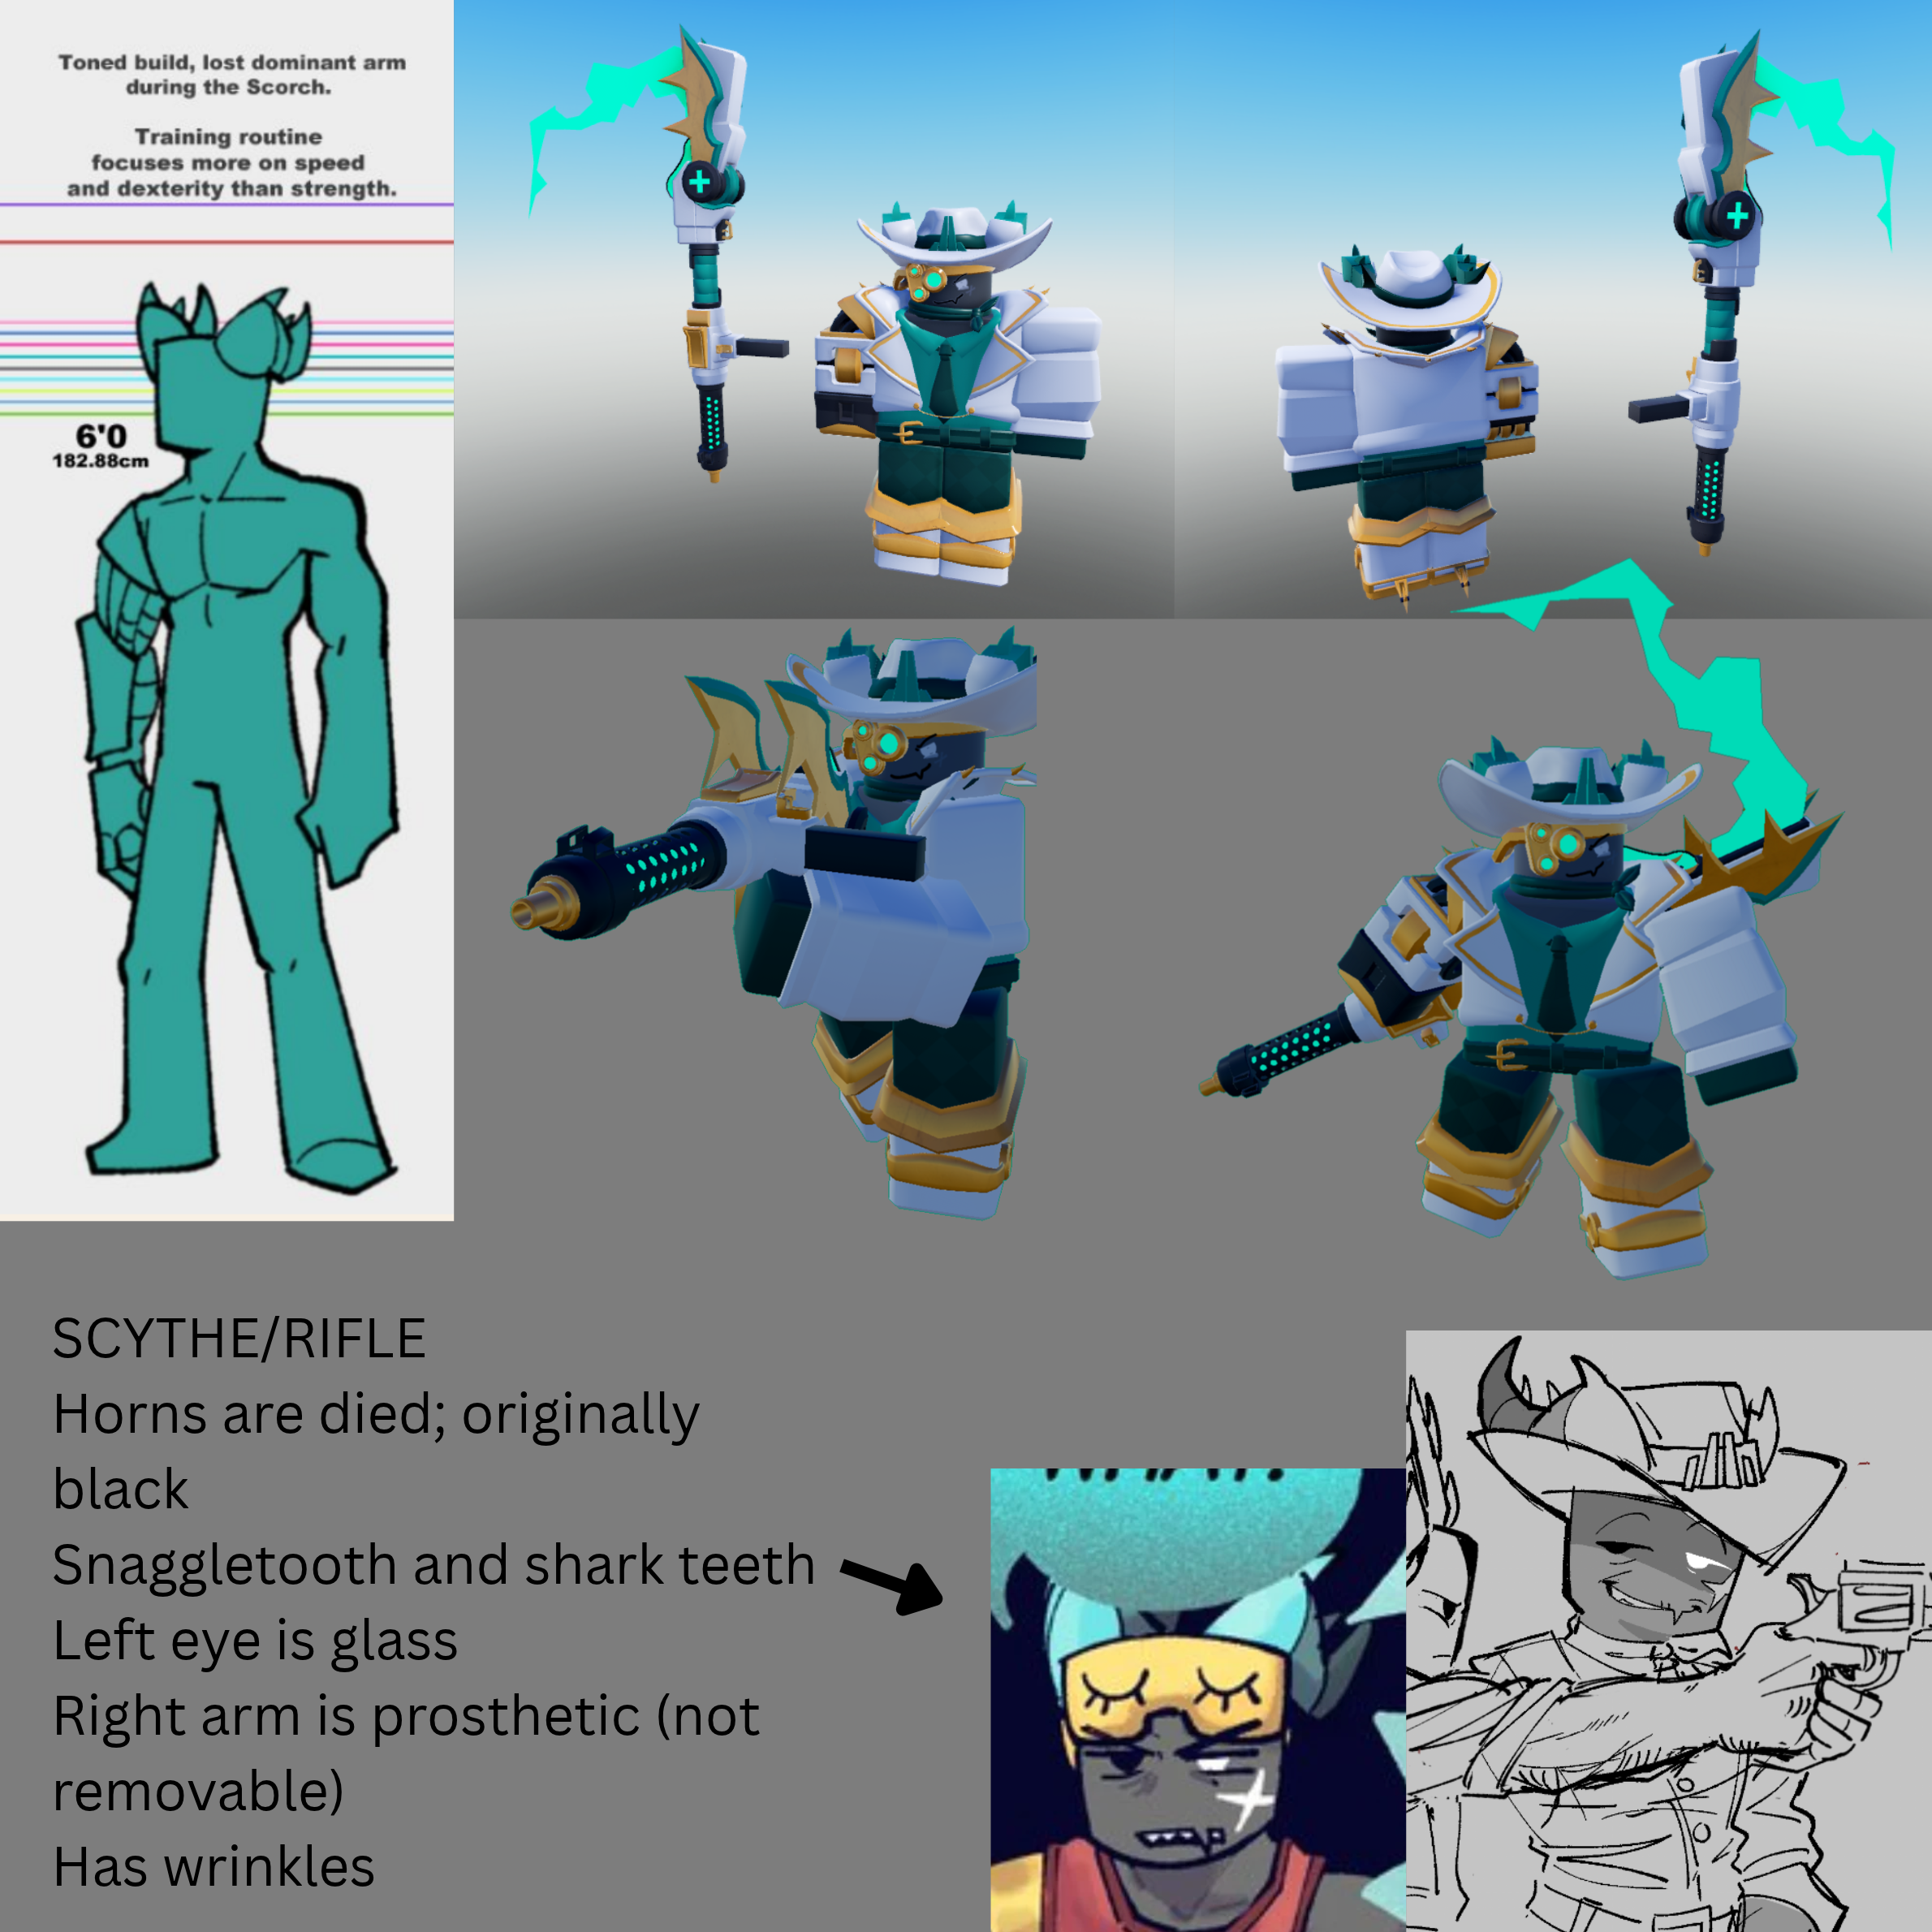 Toned build, lost dominant arm
during the Scorch.
Training routine
focuses more on speed
and dexterity than strength.
6'0
182.88cm
SCYTHE/RIFLE
Horns are died; originally
black
Snaggletooth and shark teeth
Left eye is glass
Right arm is prosthetic (not
removable)
Has wrinkles